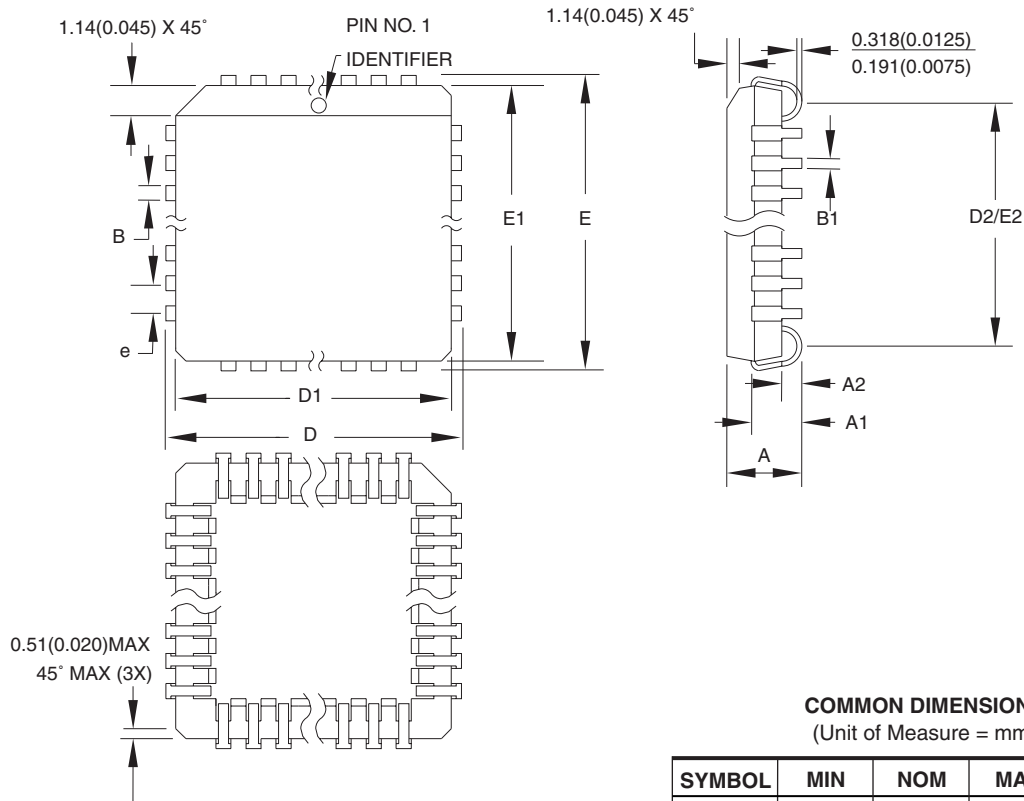 1.14(0.045) X 45˚
PIN NO. 1
IDENTIFIER
1.14(0.045) X 45˚
0.318(0.0125)
0.191(0.0075)
B
e
E1
E
B1
D2/E2
A2
A1
A
D1
D
0.51(0.020)MAX
45˚ MAX (3X)
COMMON DIMENSION
(Unit of Measure = mm
SYMBOL MIN NOM MA